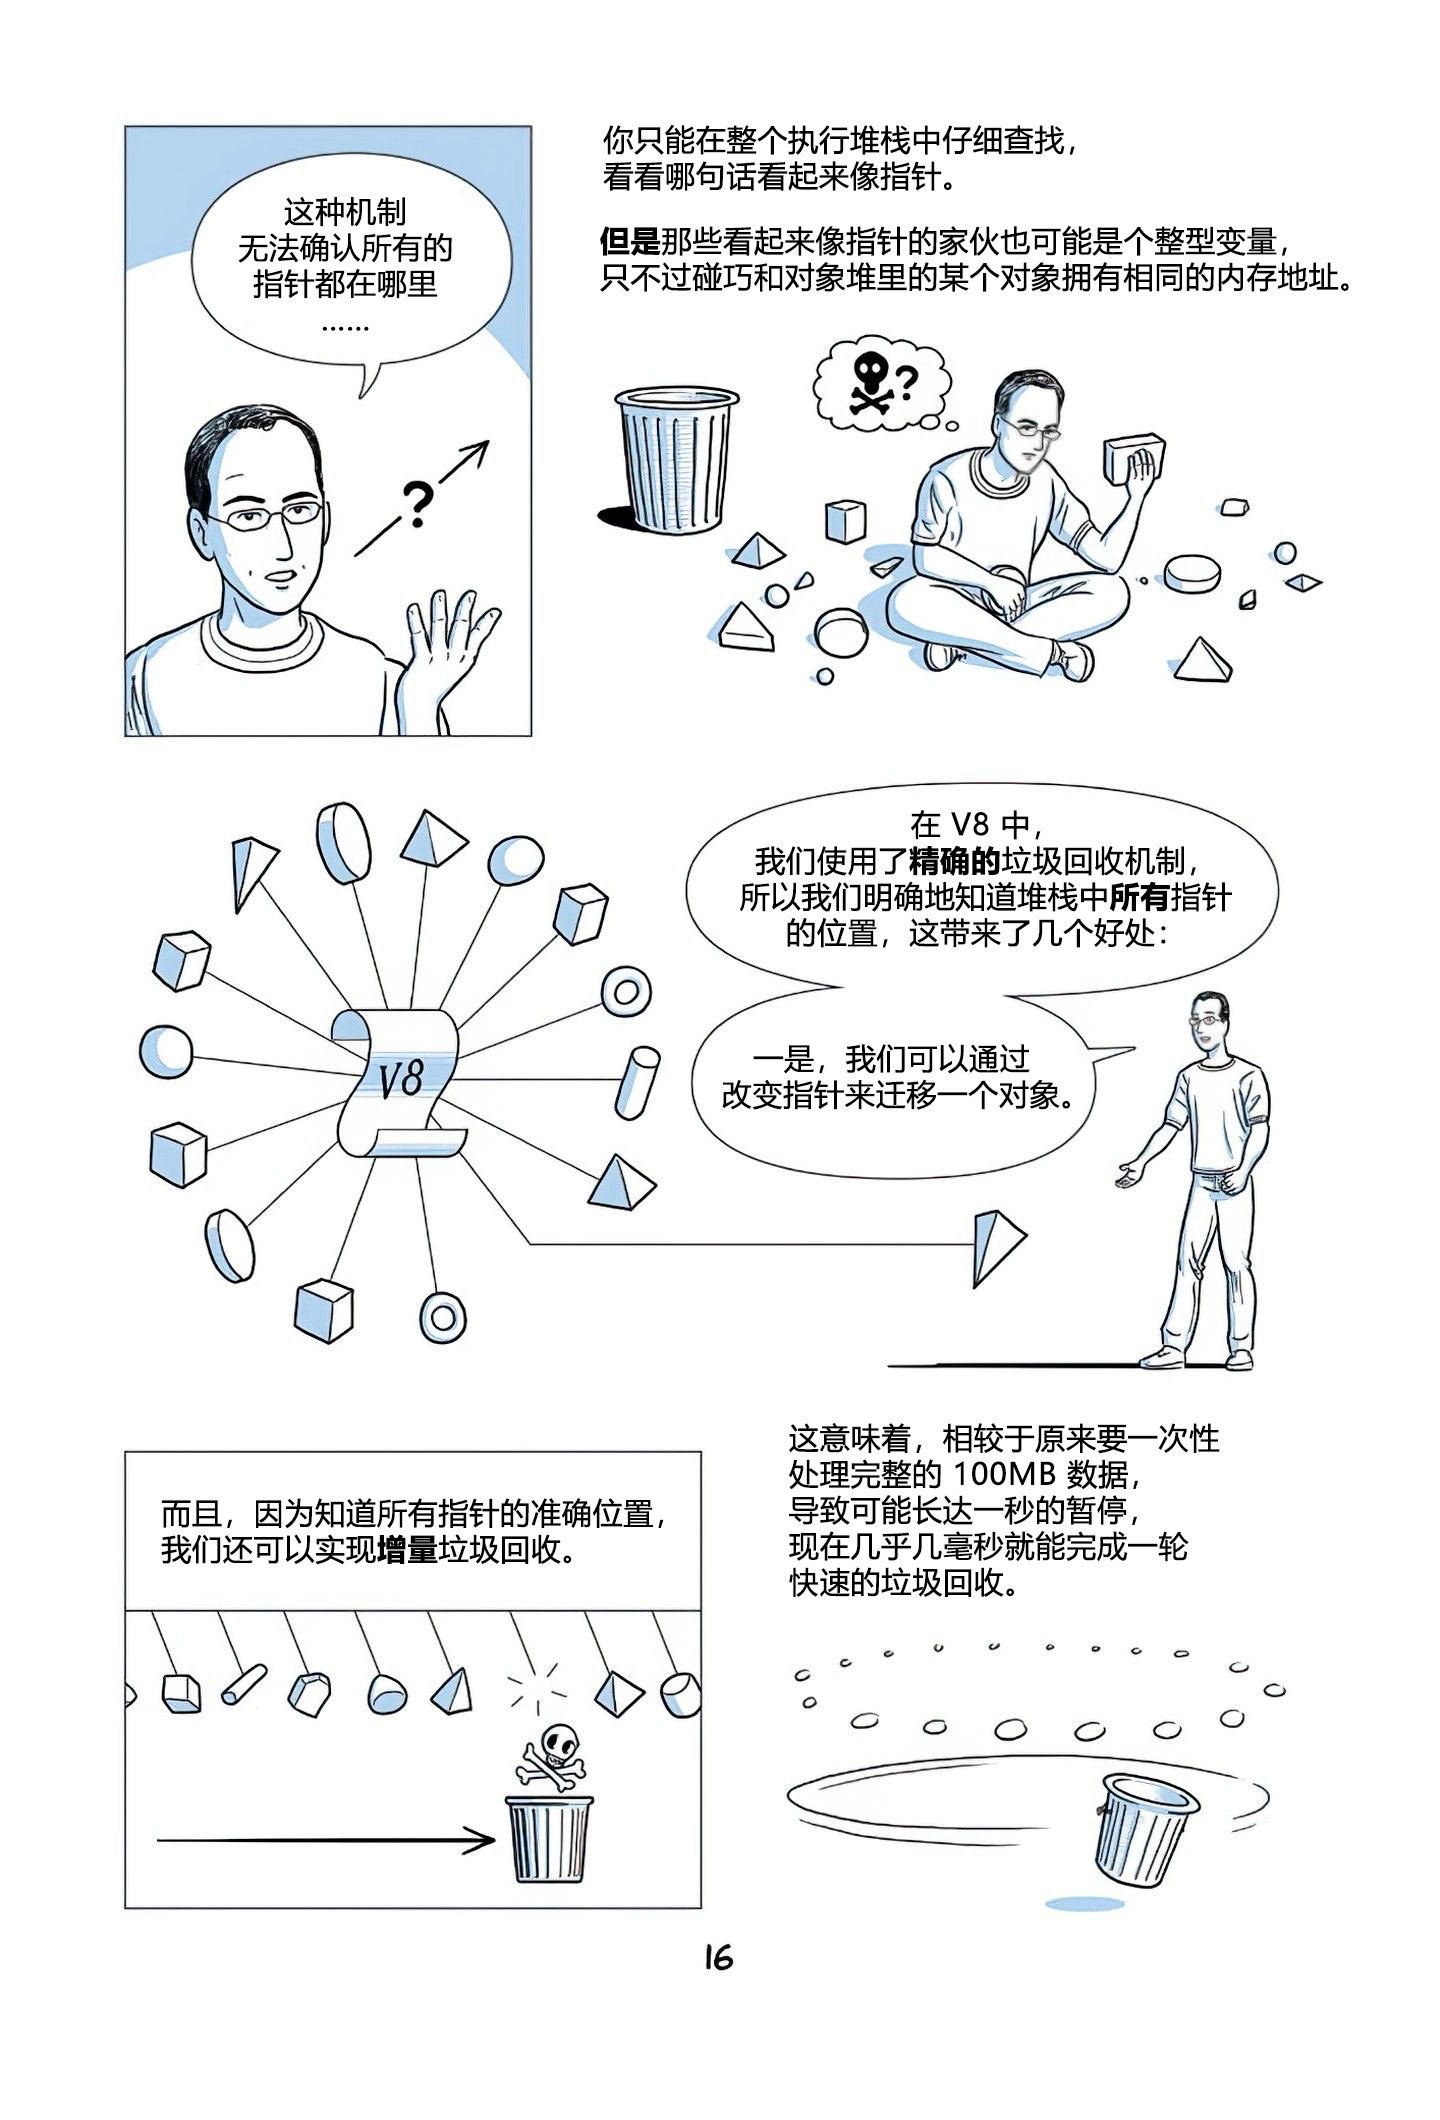 这种机制
无法确认所有的
指针都在哪里
……
你只能在整个执行堆栈中仔细查找，
看看哪句话看起来像指针。
但是那些看起来像指针的家伙也可能是个整型变量，
只不过碰巧和对象堆里的某个对象拥有相同的内存地址。
?
?
在 V8 中，
我们使用了精确的垃圾回收机制，
所以我们明确地知道堆栈中所有指针
的位置，这带来了几个好处：
一是，我们可以通过
改变指针来迁移一个对象。
V8
而且，因为知道所有指针的准确位置，
我们还可以实现增量垃圾回收。
这意味着，相较于原来要一次性
处理完整的 100MB 数据，
导致可能长达一秒的暂停，
现在几乎几毫秒就能完成一轮
快速的垃圾回收。
16